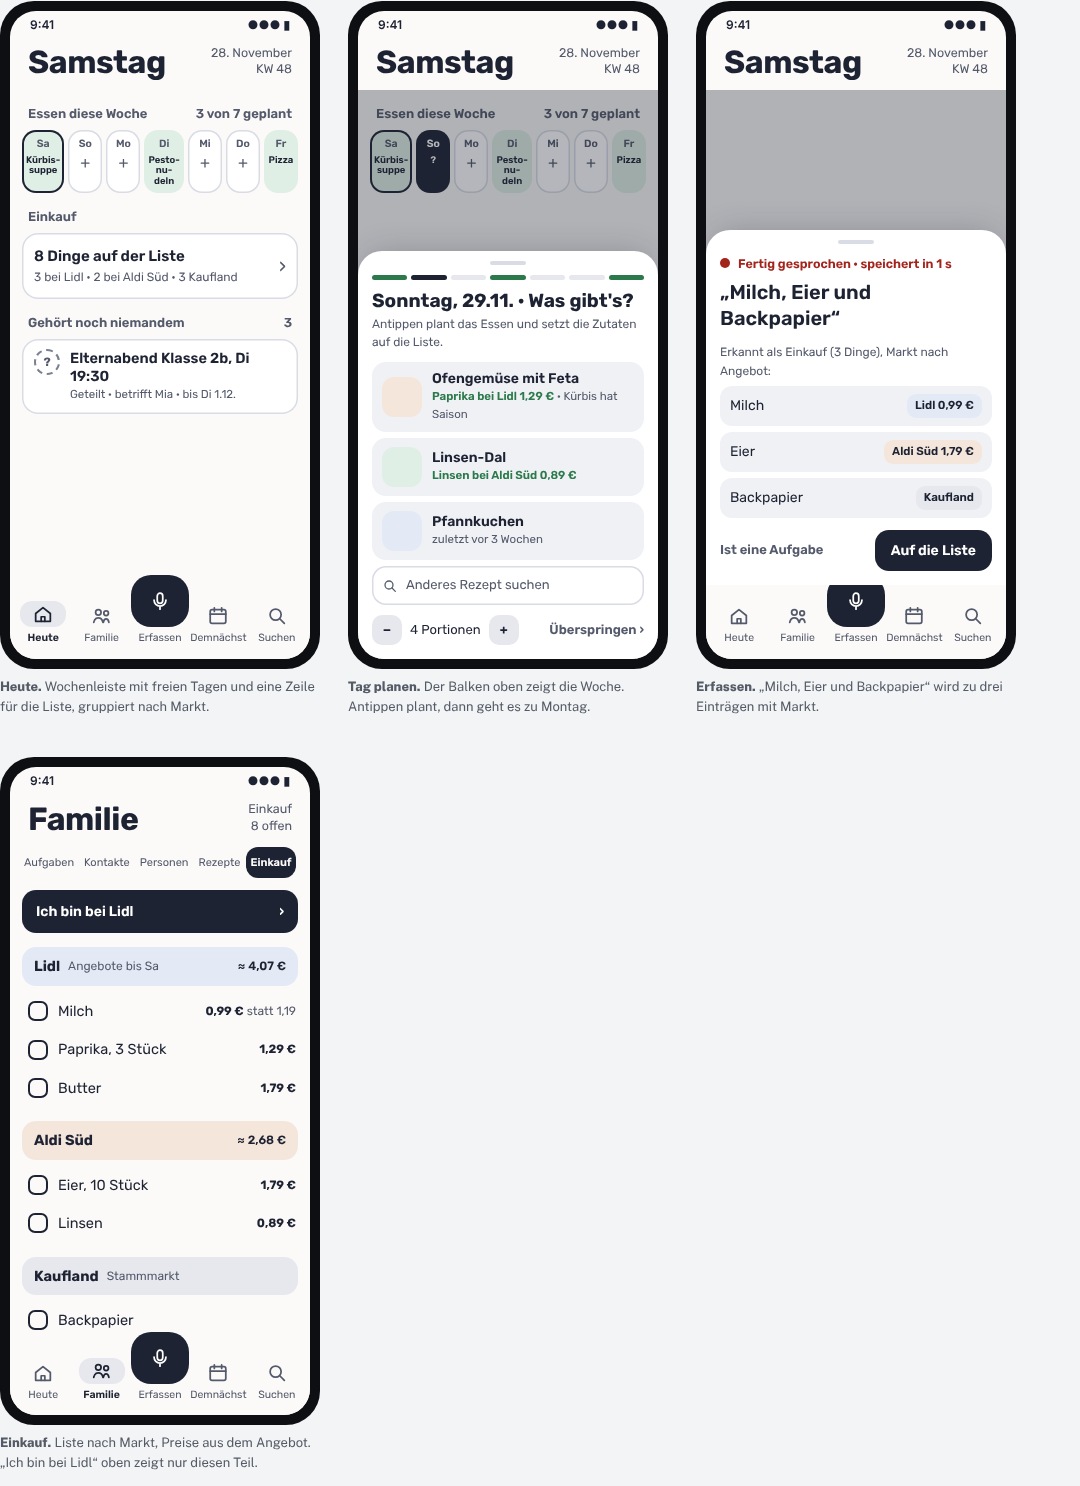 9:41
Samstag
28. November
KW 48
Essen diese Woche
3 von 7 geplant
Sa
Kürbis-
suppe
So
+
Mo
+
Di
Pesto-
nu-
deln
Mi
+
Do
+
Fr
Pizza
Einkauf
8 Dinge auf der Liste
3 bei Lidl • 2 bei Aldi Süd • 3 Kaufland
Gehört noch niemandem
3
?
Elternabend Klasse 2b, Di
19:30
Geteilt • betrifft Mia • bis Di 1.12.
Heute
Familie
Erfassen
Demnächst
Suchen
Heute. Wochenleiste mit freien Tagen und eine Zeile
für die Liste, gruppiert nach Markt.
9:41
Samstag
28. November
KW 48
Essen diese Woche
3 von 7 geplant
Sa
Kürbis-
suppe
So
?
Mo
+
Di
Pesto-
nu-
deln
Mi
+
Do
+
Fr
Pizza
Sonntag, 29.11. • Was gibt's?
Antippen plant das Essen und setzt die Zutaten
auf die Liste.
Ofengemüse mit Feta
Paprika bei Lidl 1,29 € • Kürbis hat
Saison
Linsen-Dal
Linsen bei Aldi Süd 0,89 €
Pfannkuchen
zuletzt vor 3 Wochen
Anderes Rezept suchen
− 4 Portionen +
Überspringen ›
Tag planen. Der Balken oben zeigt die Woche.
Antippen plant, dann geht es zu Montag.
9:41
Samstag
28. November
KW 48
Fertig gesprochen • speichert in 1 s
„Milch, Eier und
Backpapier“
Erkannt als Einkauf (3 Dinge), Markt nach
Angebot:
Milch
Lidl 0,99 €
Eier
Aldi Süd 1,79 €
Backpapier
Kaufland
Ist eine Aufgabe
Auf die Liste
Heute
Familie
Erfassen
Demnächst
Suchen
Erfassen. „Milch, Eier und Backpapier“ wird zu drei
Einträgen mit Markt.
9:41
Familie
Einkauf
8 offen
Aufgaben
Kontakte
Personen
Rezepte
Einkauf
Ich bin bei Lidl ›
Lidl Angebote bis Sa
≈ 4,07 €
Milch
0,99 € statt 1,19
Paprika, 3 Stück
1,29 €
Butter
1,79 €
Aldi Süd
≈ 2,68 €
Eier, 10 Stück
1,79 €
Linsen
0,89 €
Kaufland Stammmarkt
Backpapier
Heute
Familie
Erfassen
Demnächst
Suchen
Einkauf. Liste nach Markt, Preise aus dem Angebot.
„Ich bin bei Lidl“ oben zeigt nur diesen Teil.